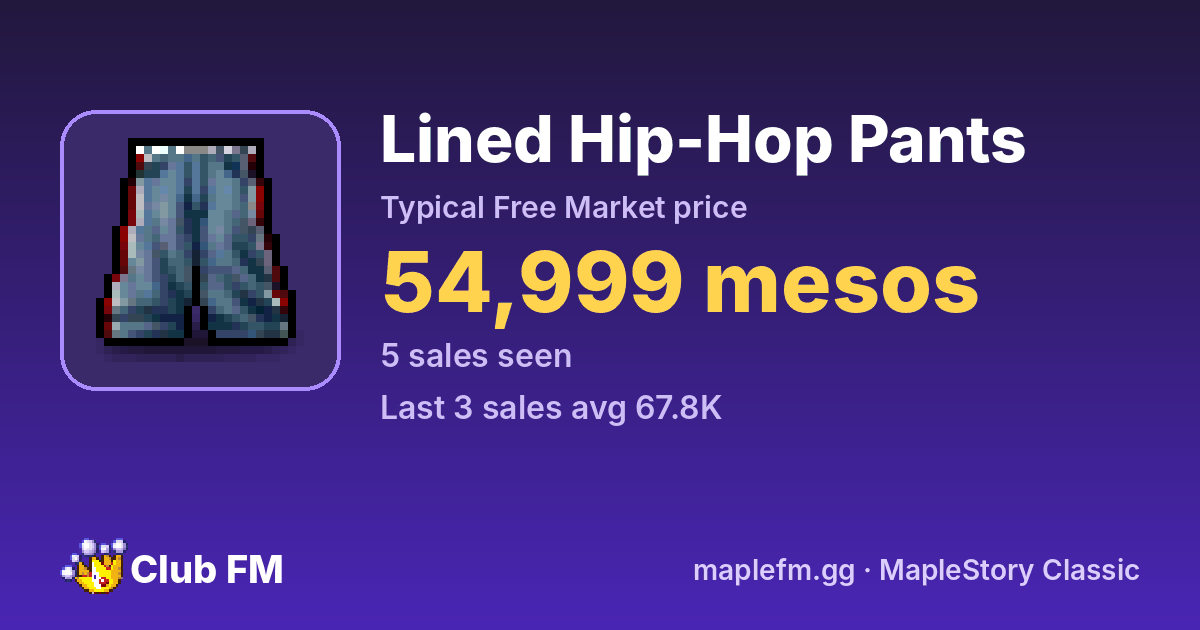 Lined Hip-Hop Pants
Typical Free Market price
54,999 mesos
5 sales seen
Last 3 sales avg 67.8K
Club FM
maplefm.gg · MapleStory Classic